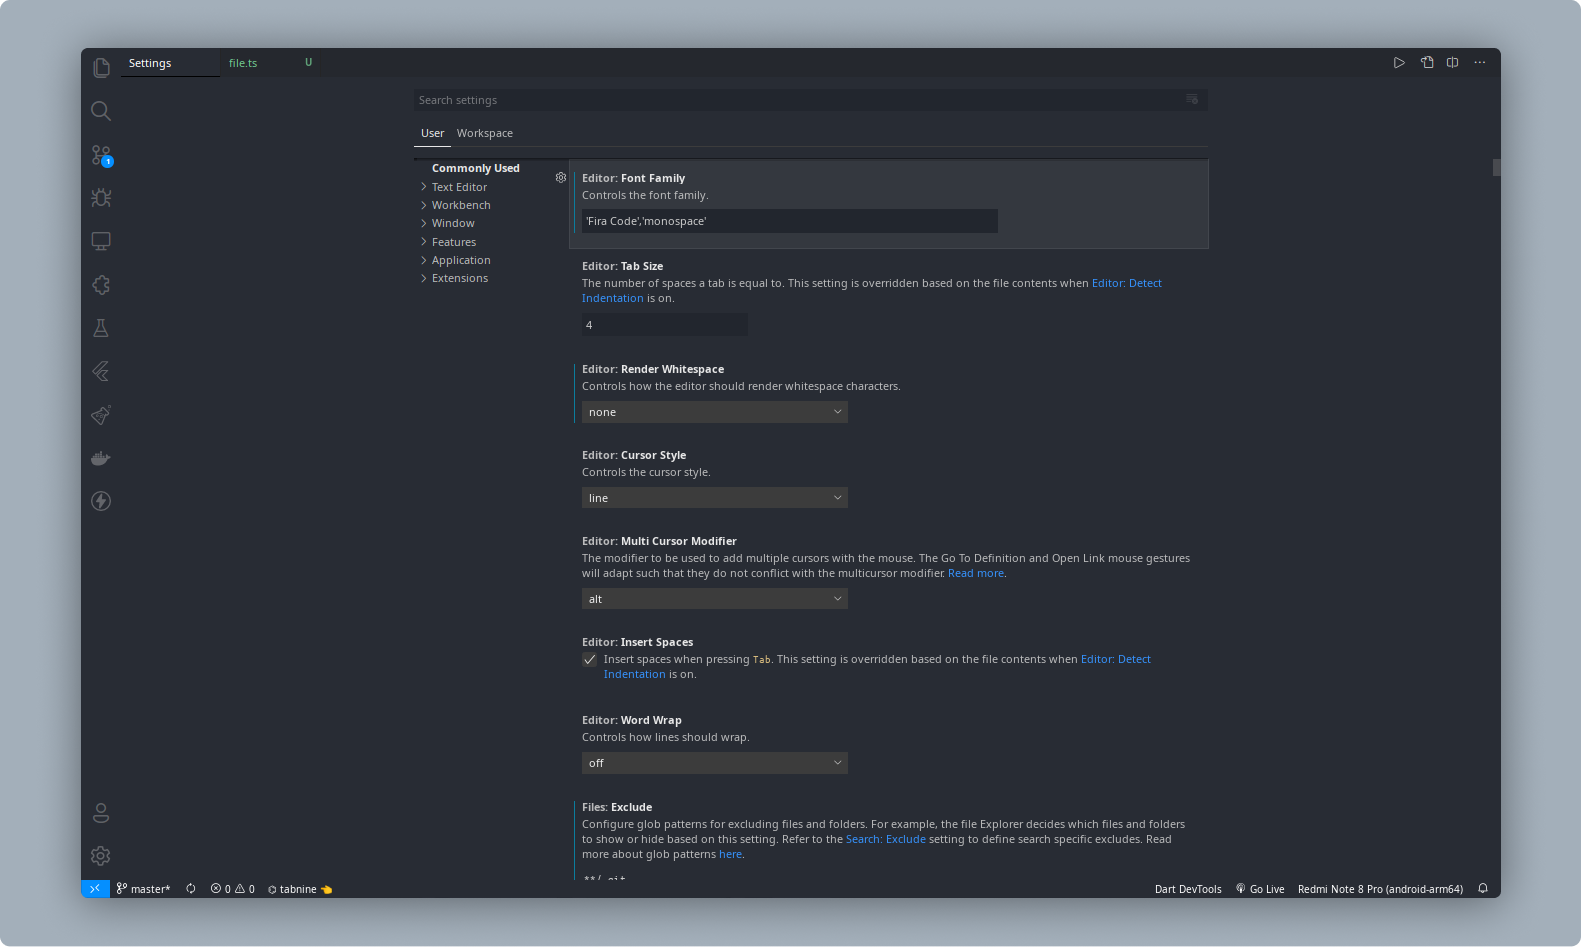 Settings
file.ts U
Search settings
User Workspace
Commonly Used
Text Editor
Workbench
Window
Features
Application
Extensions
Editor: Font Family
Controls the font family.
'Fira Code','monospace'
Editor: Tab Size
The number of spaces a tab is equal to. This setting is overridden based on the file contents when Editor: Detect
Indentation is on.
4
Editor: Render Whitespace
Controls how the editor should render whitespace characters.
none
Editor: Cursor Style
Controls the cursor style.
line
Editor: Multi Cursor Modifier
The modifier to be used to add multiple cursors with the mouse. The Go To Definition and Open Link mouse gestures
will adapt such that they do not conflict with the multicursor modifier. Read more.
alt
Editor: Insert Spaces
Insert spaces when pressing Tab. This setting is overridden based on the file contents when Editor: Detect
Indentation is on.
Editor: Word Wrap
Controls how lines should wrap.
off
Files: Exclude
Configure glob patterns for excluding files and folders. For example, the file Explorer decides which files and folders
to show or hide based on this setting. Refer to the Search: Exclude setting to define search specific excludes. Read
more about glob patterns here.
1
master* 0 0 tabnine 👈 Dart DevTools Go Live Redmi Note 8 Pro (android-arm64)